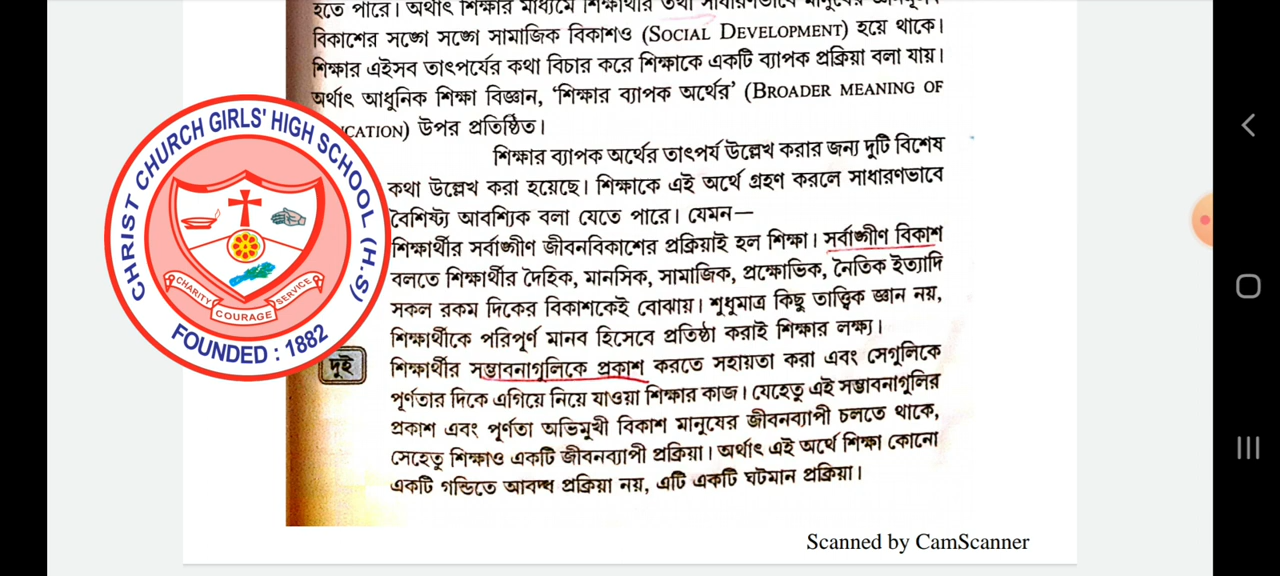 হতে পারে। অর্থাৎ শিক্ষার মাধ্যমে শিক্ষার্থীর তথা সাধারণভাবে মানুষের
বিকাশের সঙ্গে সঙ্গে সামাজিক বিকাশও (SOCIAL DEVELOPMENT) হয়ে থাকে।
শিক্ষার এইসব তাৎপর্যের কথা বিচার করে শিক্ষাকে একটি ব্যাপক প্রক্রিয়া বলা যায়।
অর্থাৎ আধুনিক শিক্ষা বিজ্ঞান, ‘শিক্ষার ব্যাপক অর্থের’ (BROADER MEANING OF
UCATION) উপর প্রতিষ্ঠিত।
শিক্ষার ব্যাপক অর্থের তাৎপর্য উল্লেখ করার জন্য দুটি বিশেষ
কথা উল্লেখ করা হয়েছে। শিক্ষাকে এই অর্থে গ্রহণ করলে সাধারণভাবে
বৈশিষ্ট্য আবশ্যিক বলা যেতে পারে। যেমন—
শিক্ষার্থীর সর্বাঙ্গীণ জীবনবিকাশের প্রক্রিয়াই হল শিক্ষা। সর্বাঙ্গীণ বিকাশ
বলতে শিক্ষার্থীর দৈহিক, মানসিক, সামাজিক, প্রক্ষোভিক, নৈতিক ইত্যাদি
সকল রকম দিকের বিকাশকেই বোঝায়। শুধুমাত্র কিছু তাত্ত্বিক জ্ঞান নয়,
শিক্ষার্থীকে পরিপূর্ণ মানব হিসেবে প্রতিষ্ঠা করাই শিক্ষার লক্ষ্য।
দুই
শিক্ষার্থীর সম্ভাবনাগুলিকে প্রকাশ করতে সহায়তা করা এবং সেগুলিকে
পূর্ণতার দিকে এগিয়ে নিয়ে যাওয়া শিক্ষার কাজ। যেহেতু এই সম্ভাবনাগুলির
প্রকাশ এবং পূর্ণতা অভিমুখী বিকাশ মানুষের জীবনব্যাপী চলতে থাকে,
সেহেতু শিক্ষাও একটি জীবনব্যাপী প্রক্রিয়া। অর্থাৎ এই অর্থে শিক্ষা কোনো
একটি গন্ডিতে আবদ্ধ প্রক্রিয়া নয়, এটি একটি ঘটমান প্রক্রিয়া।
CHRIST CHURCH GIRLS' HIGH SCHOOL (H.S)
CHARITY
COURAGE
SERVICE
FOUNDED : 1882
Scanned by CamScanner